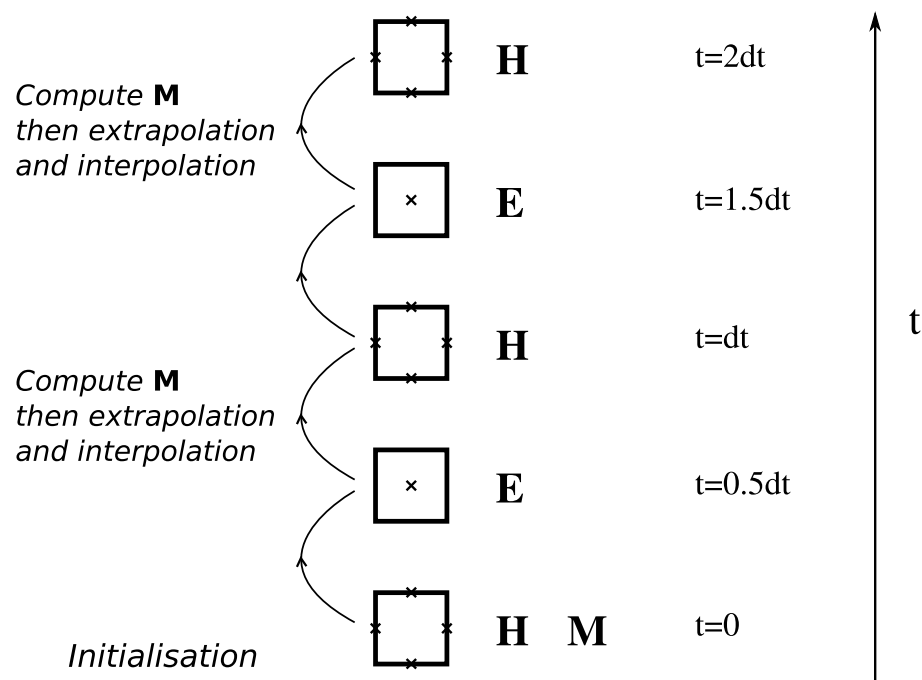 H t=2dt
Compute M
then extrapolation
and interpolation
E t=1.5dt
t
H t=dt
Compute M
then extrapolation
and interpolation
E t=0.5dt
H M t=0
Initialisation